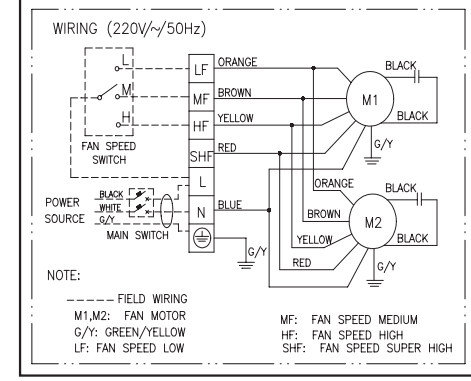 WIRING (220V/~/50Hz)
L
M
H
FAN SPEED
SWITCH
LF
MF
HF
SHF
L
N
ORANGE
BROWN
YELLOW
RED
BLUE
BLACK
M1
BLACK
G/Y
POWER
SOURCE
BLACK
WHITE
G/Y
MAIN SWITCH
G/Y
ORANGE
BROWN
YELLOW
RED
BLACK
M2
BLACK
G/Y
NOTE:
----- FIELD WIRING
M1,M2: FAN MOTOR
G/Y: GREEN/YELLOW
LF: FAN SPEED LOW
MF: FAN SPEED MEDIUM
HF: FAN SPEED HIGH
SHF: FAN SPEED SUPER HIGH